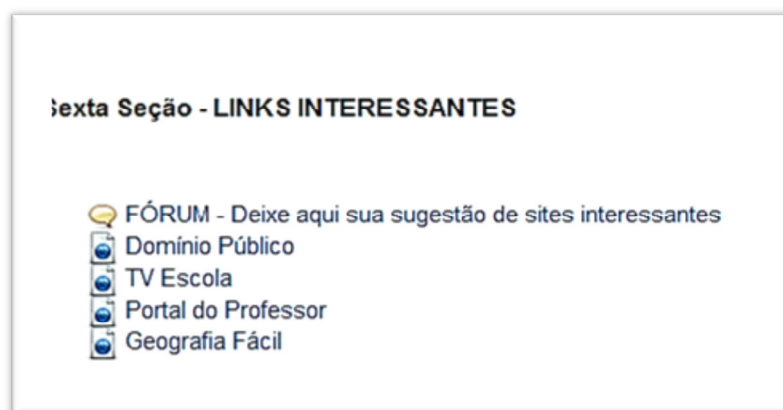 Sexta Seção - LINKS INTERESSANTES
FÓRUM - Deixe aqui sua sugestão de sites interessantes
Domínio Público
TV Escola
Portal do Professor
Geografia Fácil